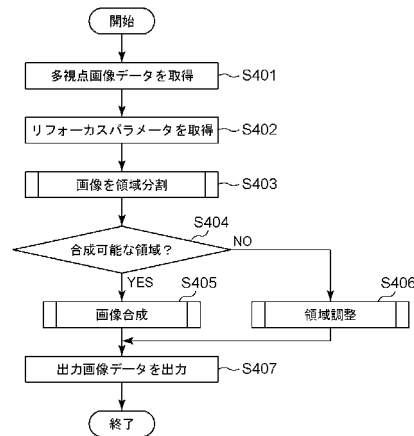 開始
多視点画像データを取得
S401
リフォーカスパラメータを取得
S402
画像を領域分割
S403
S404
合成可能な領域?
NO
YES
S405
画像合成
S406
領域調整
出力画像データを出力
S407
終了